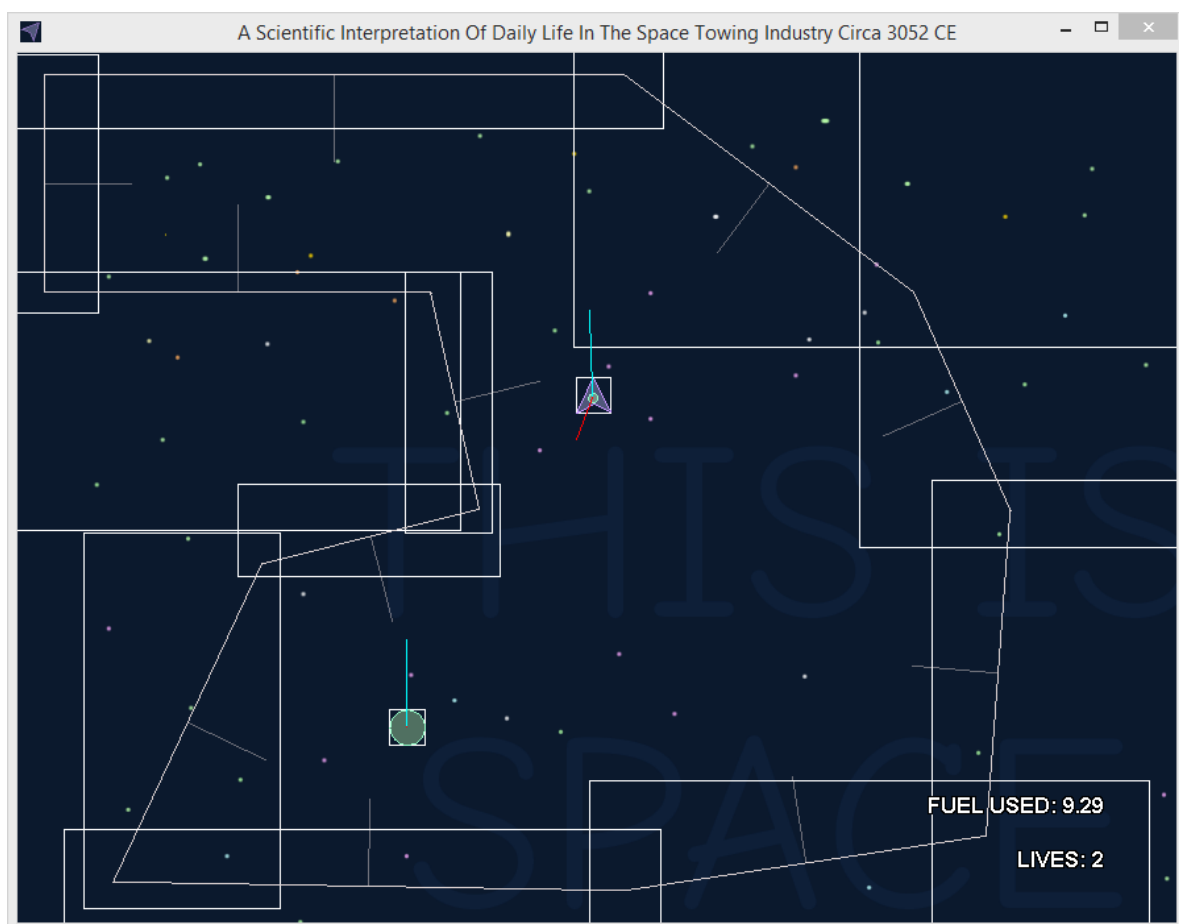 A Scientific Interpretation Of Daily Life In The Space Towing Industry Circa 3052 CE
THIS IS
SPACE
FUEL USED: 9.29
LIVES: 2